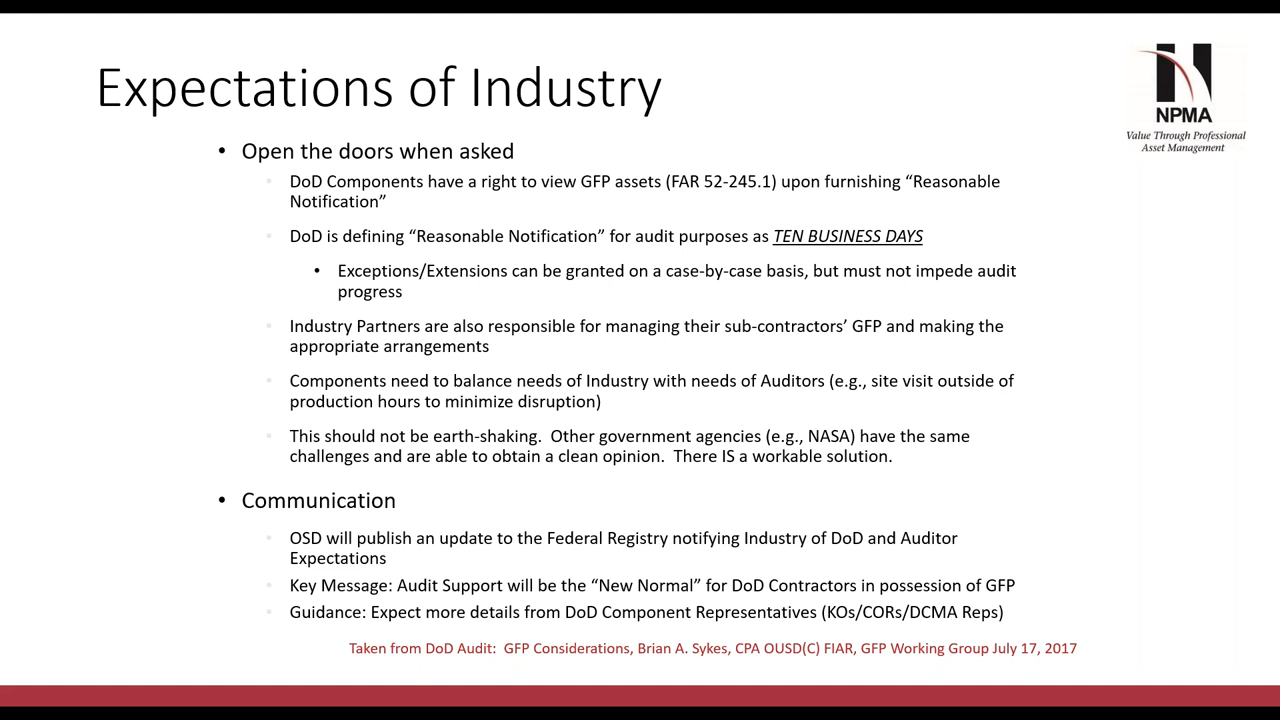 Expectations of Industry
NPMA
Value Through Professional
Asset Management
• Open the doors when asked
DoD Components have a right to view GFP assets (FAR 52-245.1) upon furnishing “Reasonable
Notification”
DoD is defining “Reasonable Notification” for audit purposes as TEN BUSINESS DAYS
• Exceptions/Extensions can be granted on a case-by-case basis, but must not impede audit
progress
Industry Partners are also responsible for managing their sub-contractors’ GFP and making the
appropriate arrangements
Components need to balance needs of Industry with needs of Auditors (e.g., site visit outside of
production hours to minimize disruption)
This should not be earth-shaking.  Other government agencies (e.g., NASA) have the same
challenges and are able to obtain a clean opinion.  There IS a workable solution.
• Communication
OSD will publish an update to the Federal Registry notifying Industry of DoD and Auditor
Expectations
Key Message: Audit Support will be the “New Normal” for DoD Contractors in possession of GFP
Guidance: Expect more details from DoD Component Representatives (KOs/CORs/DCMA Reps)
Taken from DoD Audit:  GFP Considerations, Brian A. Sykes, CPA OUSD(C) FIAR, GFP Working Group July 17, 2017